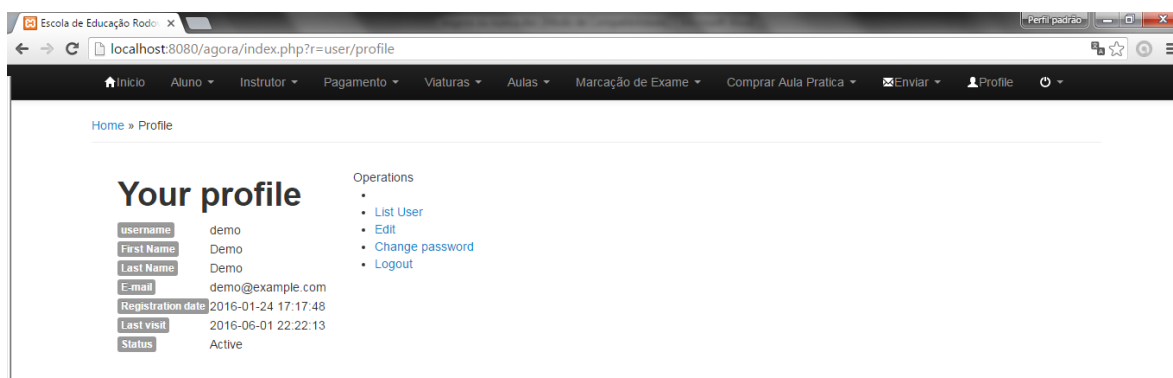 Escola de Educação Rodo
Perfil padrão
localhost:8080/agora/index.php?r=user/profile
Inicio Aluno Instrutor Pagamento Viaturas Aulas Marcação de Exame Comprar Aula Pratica Enviar Profile
Home » Profile
Your profile
username demo
First Name Demo
Last Name Demo
E-mail demo@example.com
Registration date 2016-01-24 17:17:48
Last visit 2016-06-01 22:22:13
Status Active
Operations
List User
Edit
Change password
Logout